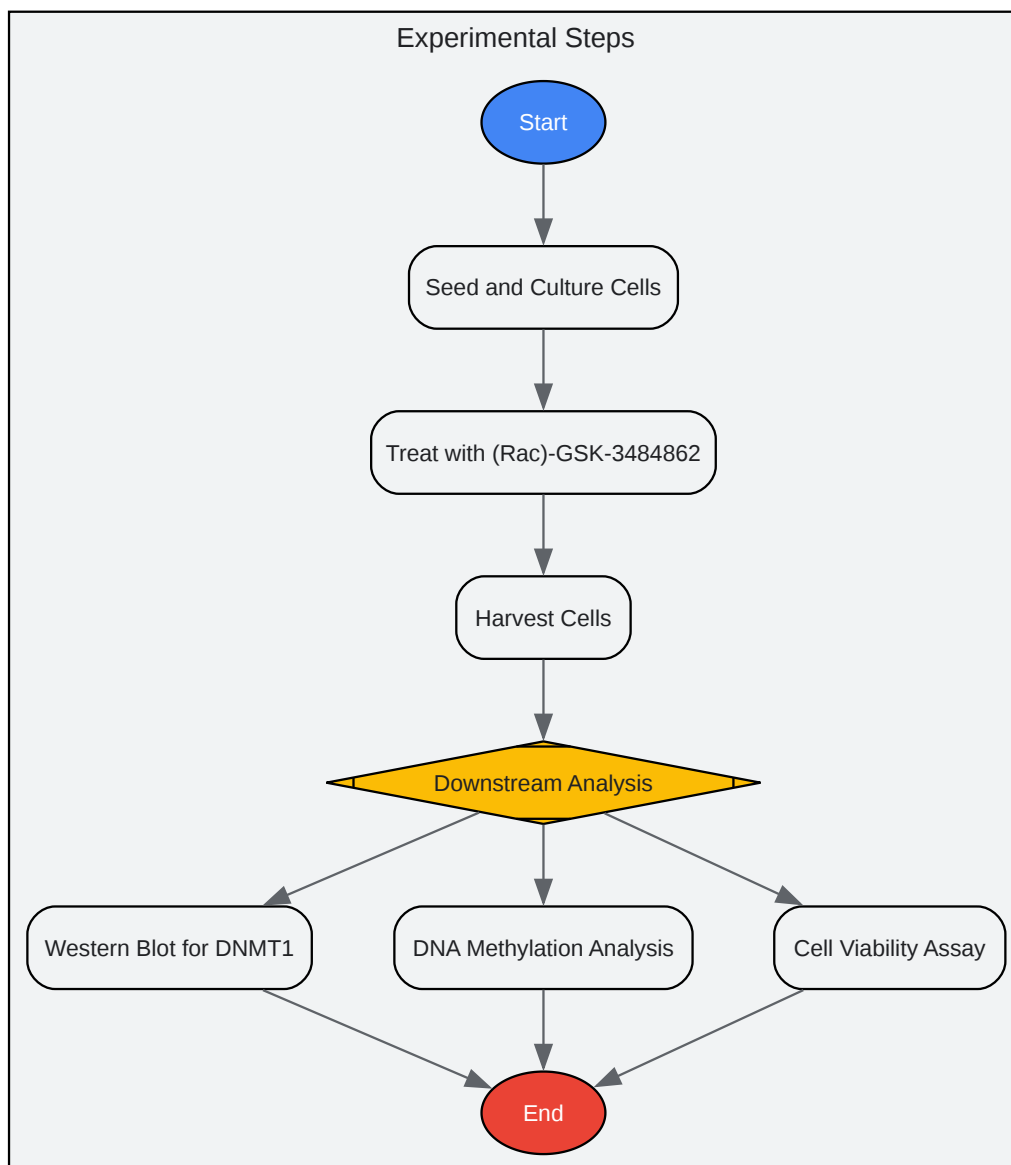 Experimental Steps
Start
Seed and Culture Cells
Treat with (Rac)-GSK-3484862
Harvest Cells
Downstream Analysis
Western Blot for DNMT1
DNA Methylation Analysis
Cell Viability Assay
End